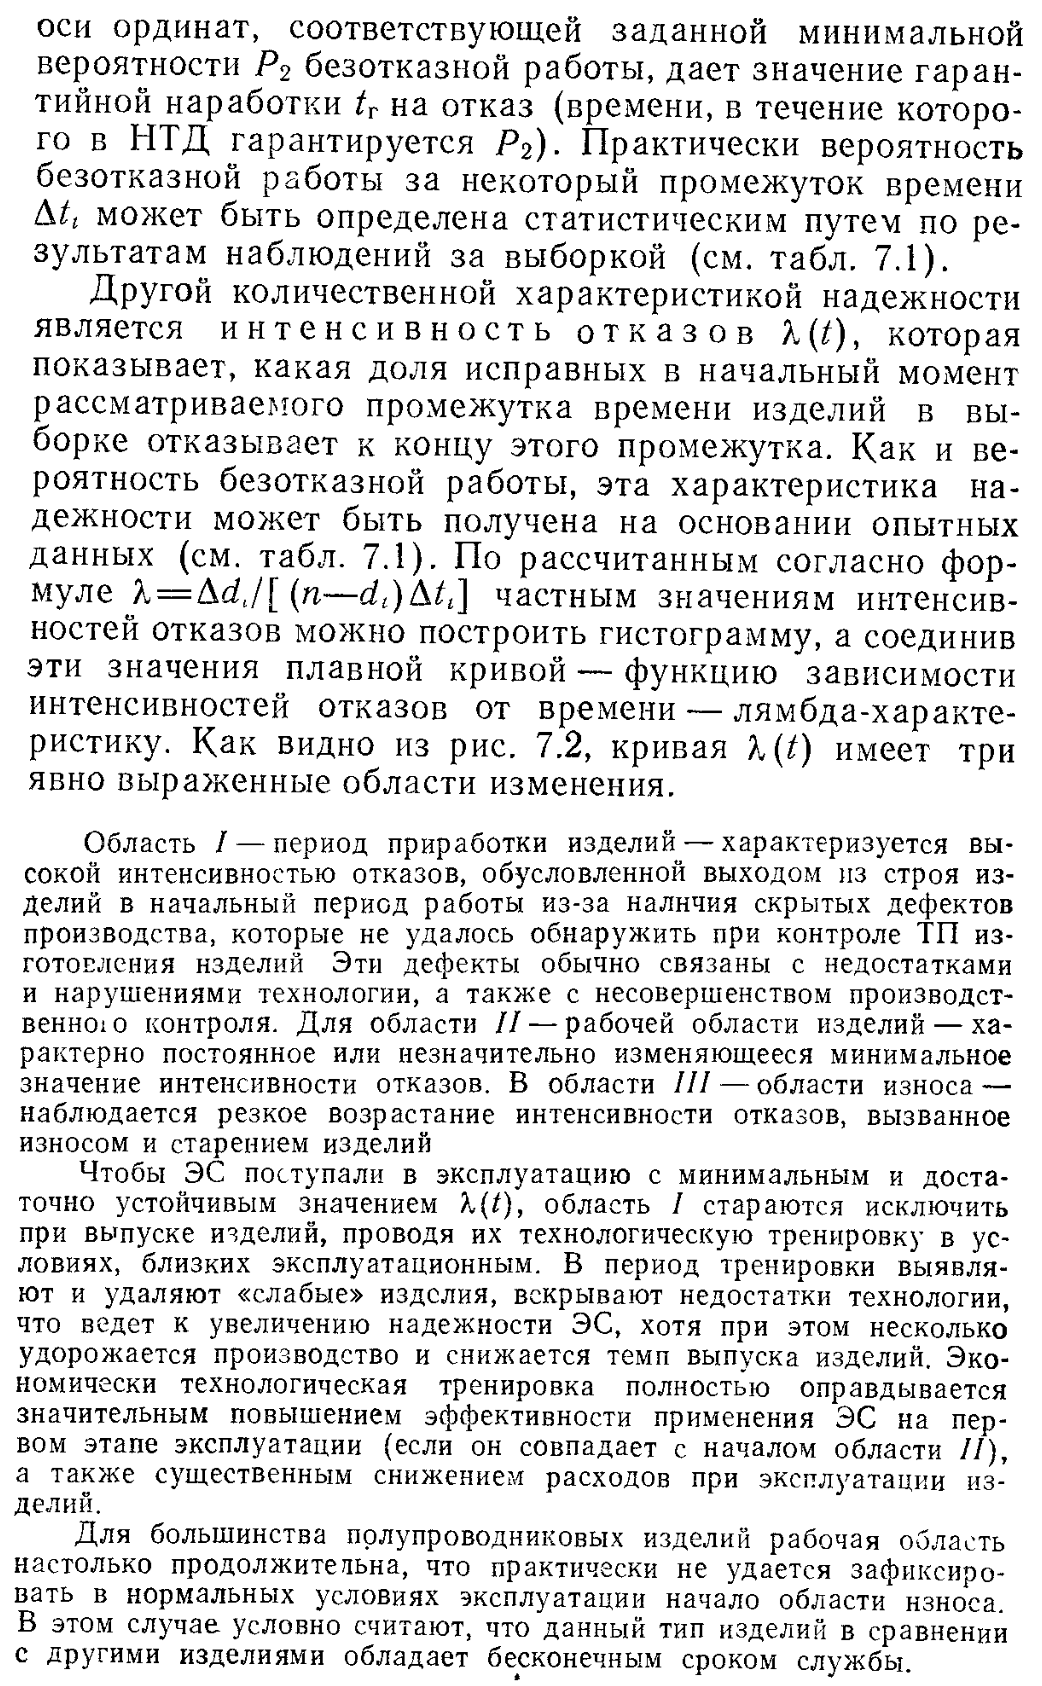 оси ординат, соответствующей заданной минимальной
вероятности P₂ безотказной работы, дает значение гаран-
тийной наработки tг на отказ (времени, в течение которо-
го в НТД гарантируется P₂). Практически вероятность
безотказной работы за некоторый промежуток времени
Δtᵢ может быть определена статистическим путем по ре-
зультатам наблюдений за выборкой (см. табл. 7.1).
Другой количественной характеристикой надежности
является интенсивность отказов λ(t), которая
показывает, какая доля исправных в начальный момент
рассматриваемого промежутка времени изделий в вы-
борке отказывает к концу этого промежутка. Как и ве-
роятность безотказной работы, эта характеристика на-
дежности может быть получена на основании опытных
данных (см. табл. 7.1). По рассчитанным согласно фор-
муле λ=Δdᵢ/[(n—dᵢ)Δtᵢ] частным значениям интенсив-
ностей отказов можно построить гистограмму, а соединив
эти значения плавной кривой — функцию зависимости
интенсивностей отказов от времени — лямбда-характе-
ристику. Как видно из рис. 7.2, кривая λ(t) имеет три
явно выраженные области изменения.
Область I — период приработки изделий — характеризуется вы-
сокой интенсивностью отказов, обусловленной выходом из строя из-
делий в начальный период работы из-за наличия скрытых дефектов
производства, которые не удалось обнаружить при контроле ТП из-
готовления изделий Эти дефекты обычно связаны с недостатками
и нарушениями технологии, а также с несовершенством производст-
венного контроля. Для области II — рабочей области изделий — ха-
рактерно постоянное или незначительно изменяющееся минимальное
значение интенсивности отказов. В области III — области износа —
наблюдается резкое возрастание интенсивности отказов, вызванное
износом и старением изделий
Чтобы ЭС поступали в эксплуатацию с минимальным и доста-
точно устойчивым значением λ(t), область I стараются исключить
при выпуске изделий, проводя их технологическую тренировку в ус-
ловиях, близких эксплуатационным. В период тренировки выявля-
ют и удаляют «слабые» изделия, вскрывают недостатки технологии,
что ведет к увеличению надежности ЭС, хотя при этом несколько
удорожается производство и снижается темп выпуска изделий. Эко-
номически технологическая тренировка полностью оправдывается
значительным повышением эффективности применения ЭС на пер-
вом этапе эксплуатации (если он совпадает с началом области II),
а также существенным снижением расходов при эксплуатации из-
делий.
Для большинства полупроводниковых изделий рабочая область
настолько продолжительна, что практически не удается зафиксиро-
вать в нормальных условиях эксплуатации начало области износа.
В этом случае условно считают, что данный тип изделий в сравнении
с другими изделиями обладает бесконечным сроком службы.